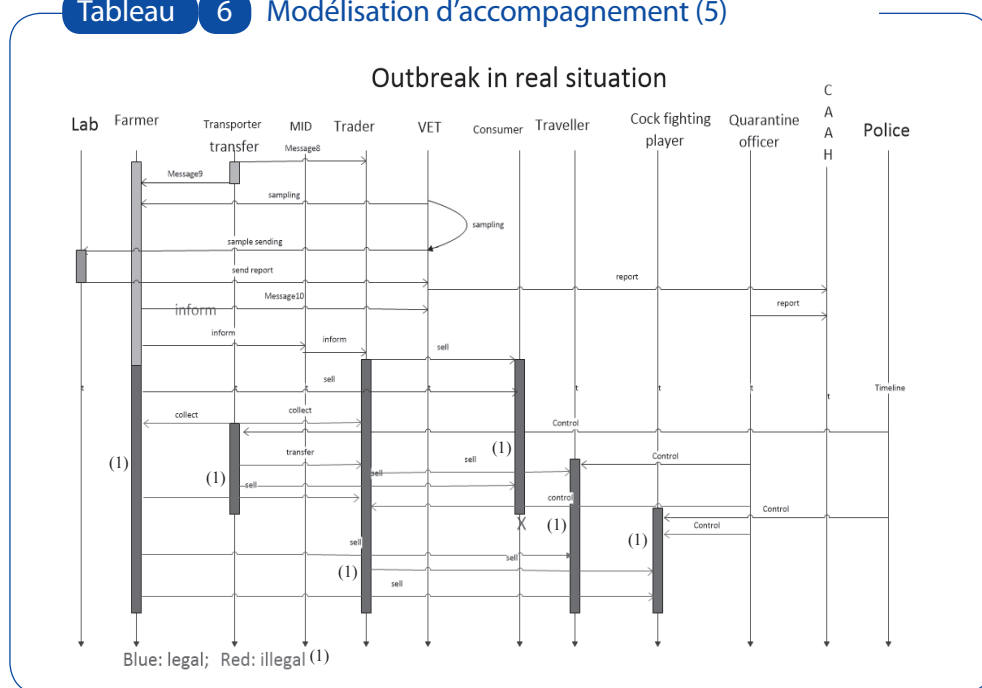 Tableau 6 Modélisation d'accompagnement (5)
Outbreak in real situation
Lab
Farmer
Transporter
transfer
MID
Trader
VET
Consumer
Traveller
Cock fighting
player
Quarantine
officer
C
A
A
H
Police
Message8
Message9
sampling
sampling
sample sending
send report
report
Message10
inform
report
inform
inform
sell
sell
t
t
t
t
t
t
t
t
Timeline
collect
collect
Control
(1)
transfer
sell
Control
(1)
(1)
sell
sell
control
Control
(1)
Control
(1)
sell
sell
(1)
sell
X
Blue: legal; Red: illegal (1)